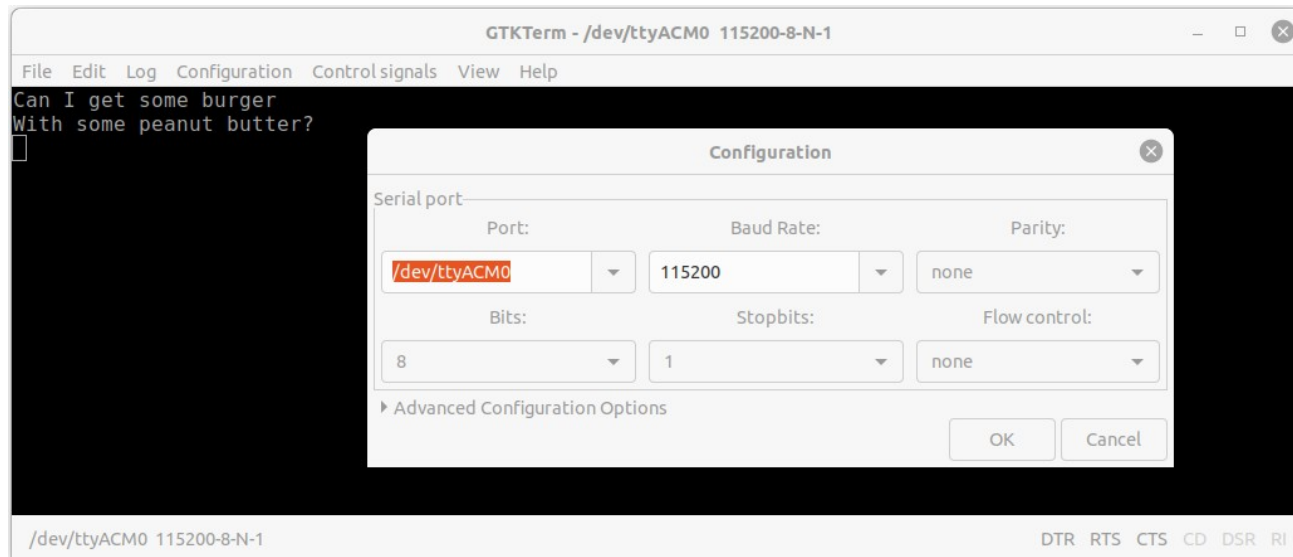 GTKTerm - /dev/ttyACM0 115200-8-N-1
File Edit Log Configuration Control signals View Help
Can I get some burger
With some peanut butter?
Configuration
Serial port
Port: Baud Rate: Parity:
/dev/ttyACM0 115200 none
Bits: Stopbits: Flow control:
8 1 none
Advanced Configuration Options
OK Cancel
/dev/ttyACM0 115200-8-N-1 DTR RTS CTS CD DSR RI